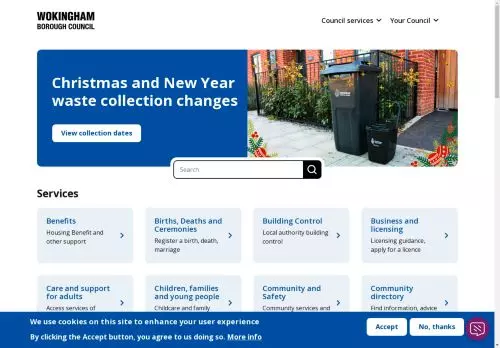 WOKINGHAM
BOROUGH COUNCIL
Council services
Your Council
Christmas and New Year
waste collection changes
View collection dates
Search
Services
Benefits
Housing Benefit and
other support
Births, Deaths and
Ceremonies
Register a birth, death,
marriage
Building Control
Local authority building
control
Business and
licensing
Licensing guidance,
apply for a licence
Care and support
for adults
Access services of
Children, families
and young people
Childcare and family
Community and
Safety
Community services and
Community
directory
Find information, advice
We use cookies on this site to enhance your user experience
By clicking the Accept button, you agree to us doing so. More info
Accept
No, thanks